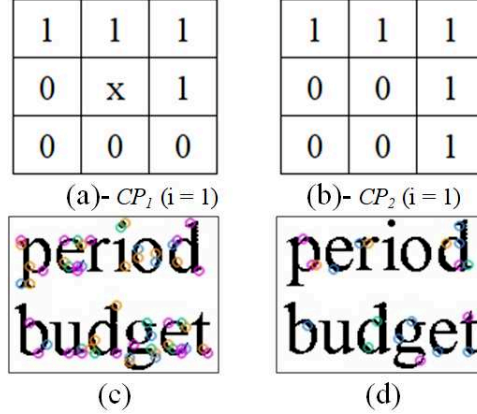 1 1 1 1 1 1
0 x 1 0 0 1
0 0 0 0 0 1
(a)- CP₁ (i = 1) (b)- CP₂ (i = 1)
period period
budget budget
(c) (d)